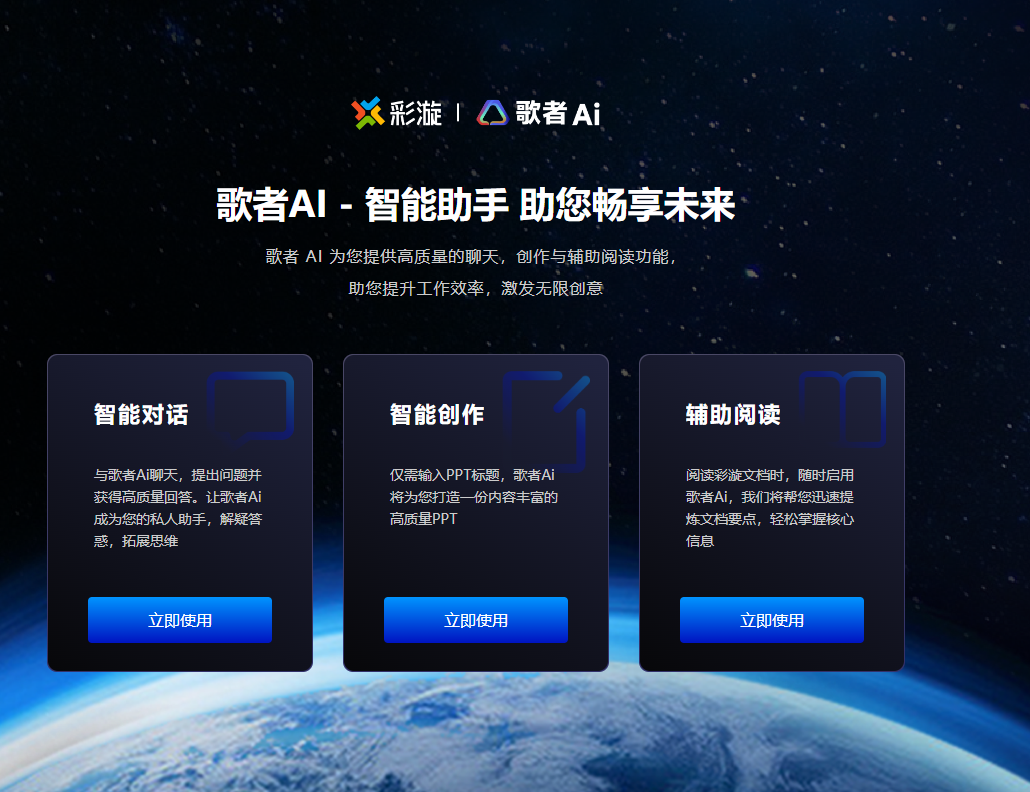 彩漩 | 歌者Ai
歌者AI - 智能助手 助您畅享未来
歌者 AI 为您提供高质量的聊天，创作与辅助阅读功能，
助您提升工作效率，激发无限创意
智能对话
与歌者Ai聊天，提出问题并
获得高质量回答。让歌者Ai
成为您的私人助手，解疑答
惑，拓展思维
立即使用
智能创作
仅需输入PPT标题，歌者Ai
将为您打造一份内容丰富的
高质量PPT
立即使用
辅助阅读
阅读彩漩文档时，随时启用
歌者Ai，我们将帮您迅速提
炼文档要点，轻松掌握核心
信息
立即使用